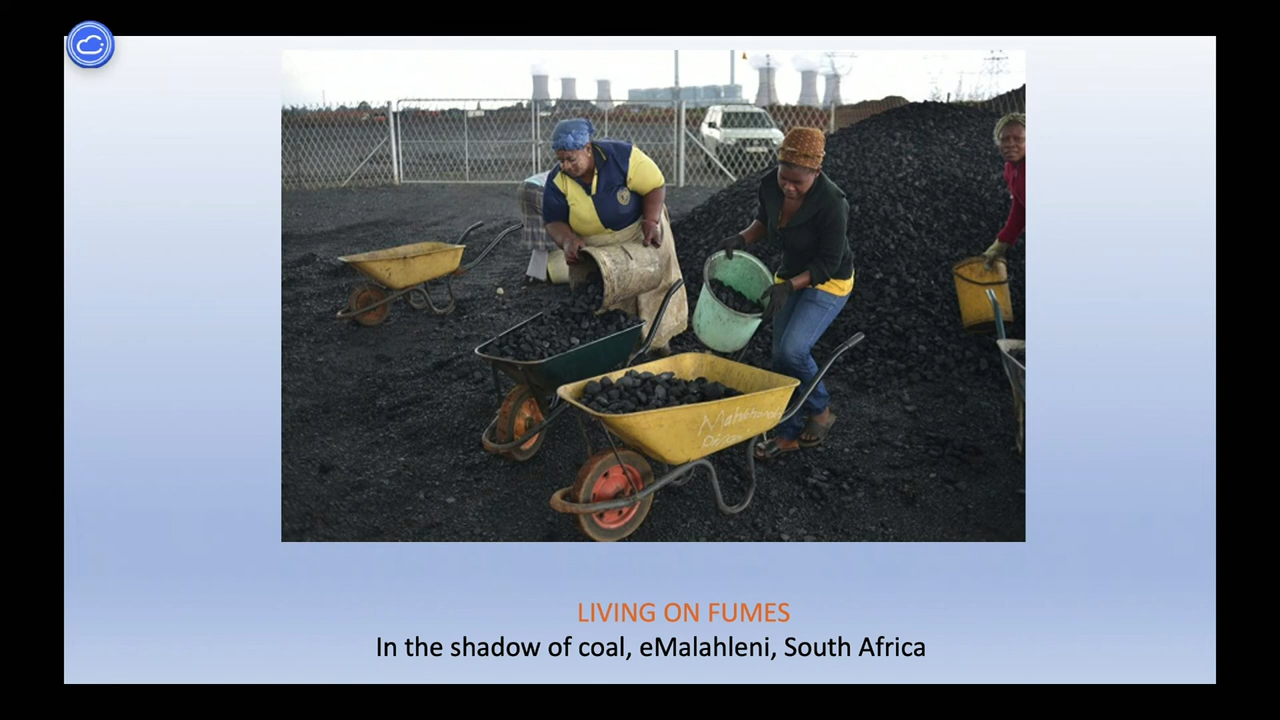 LIVING ON FUMES
In the shadow of coal, eMalahleni, South Africa